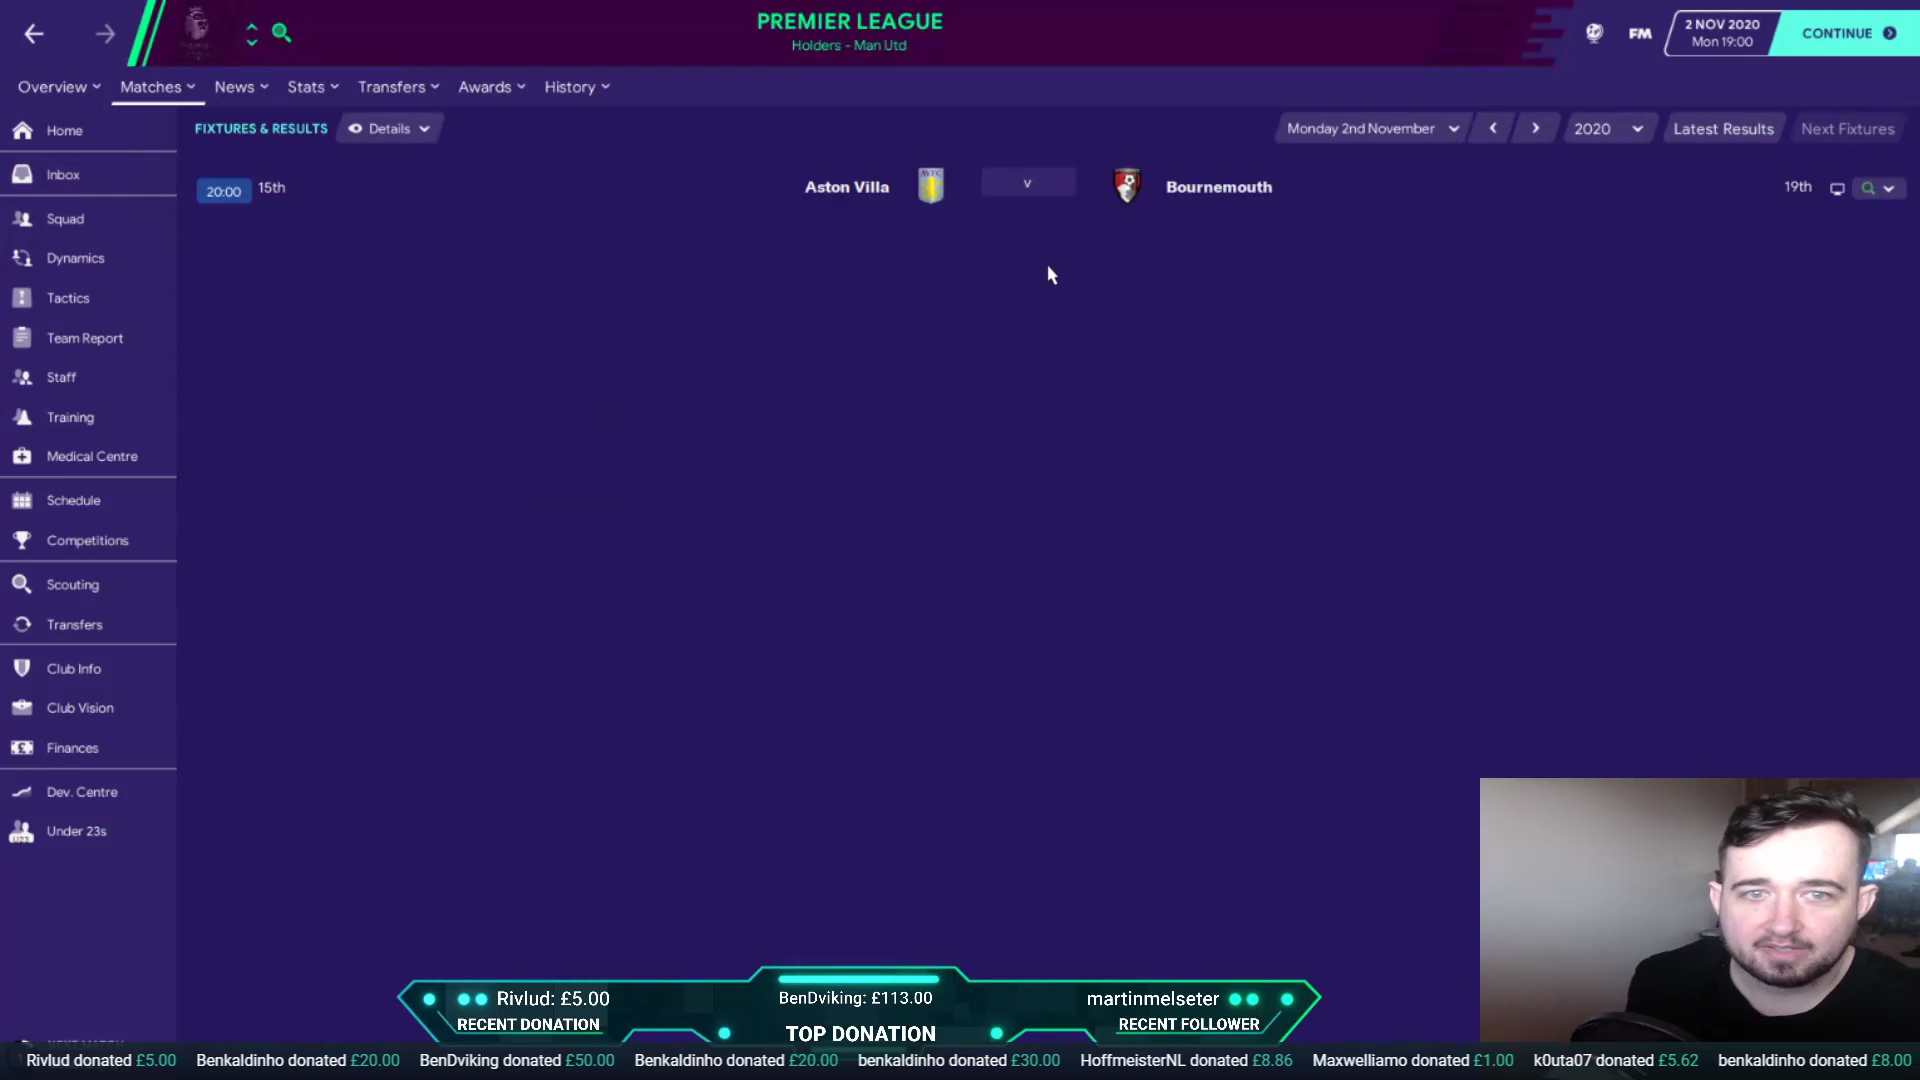 PREMIER LEAGUE
Holders - Man Utd
FM
2 NOV 2020
Mon 19:00
CONTINUE
Overview
Matches
News
Stats
Transfers
Awards
History
Home
Inbox
Squad
Dynamics
Tactics
Team Report
Staff
Training
Medical Centre
Schedule
Competitions
Scouting
Transfers
Club Info
Club Vision
Finances
Dev. Centre
Under 23s
FIXTURES & RESULTS
Details
Monday 2nd November
2020
Latest Results
Next Fixtures
20:00
15th
Aston Villa
v
Bournemouth
19th
Rivlud: £5.00
RECENT DONATION
BenDviking: £113.00
TOP DONATION
martinmelseter
RECENT FOLLOWER
Rivlud donated £5.00 Benkaldinho donated £20.00 BenDviking donated £50.00 Benkaldinho donated £20.00 benkaldinho donated £30.00 HoffmeisterNL donated £8.86 Maxwelliamo donated £1.00 k0uta07 donated £5.62 benkaldinho donated £8.00